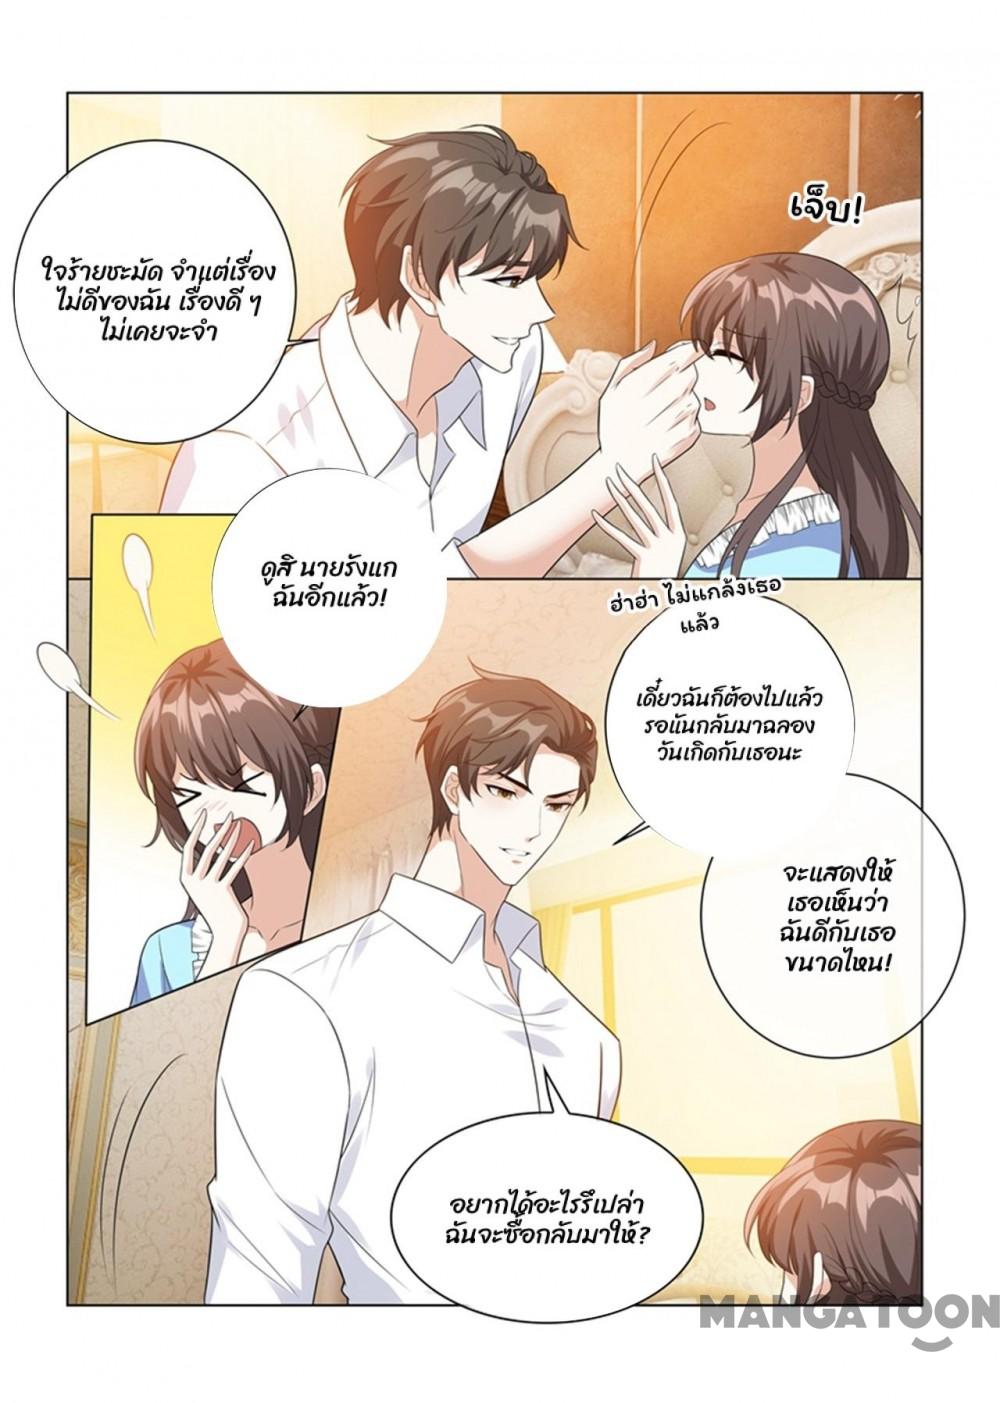 ใจร้ายชะมัด จำแต่เรื่อง
ไม่ดีของฉัน เรื่องดี ๆ
ไม่เคยจะจำ
เจ็บ!
ดูสิ นายรังแก
ฉันอีกแล้ว!
ฮ่าฮ่า ไม่แกล้งเธอ
แล้ว
เดี๋ยวฉันก็ต้องไปแล้ว
รอฉันกลับมาฉลอง
วันเกิดกับเธอนะ
จะแสดงให้
เธอเห็นว่า
ฉันดีกับเธอ
ขนาดไหน!
อยากได้อะไรรึเปล่า
ฉันจะซื้อกลับมาให้?
MANGATOON